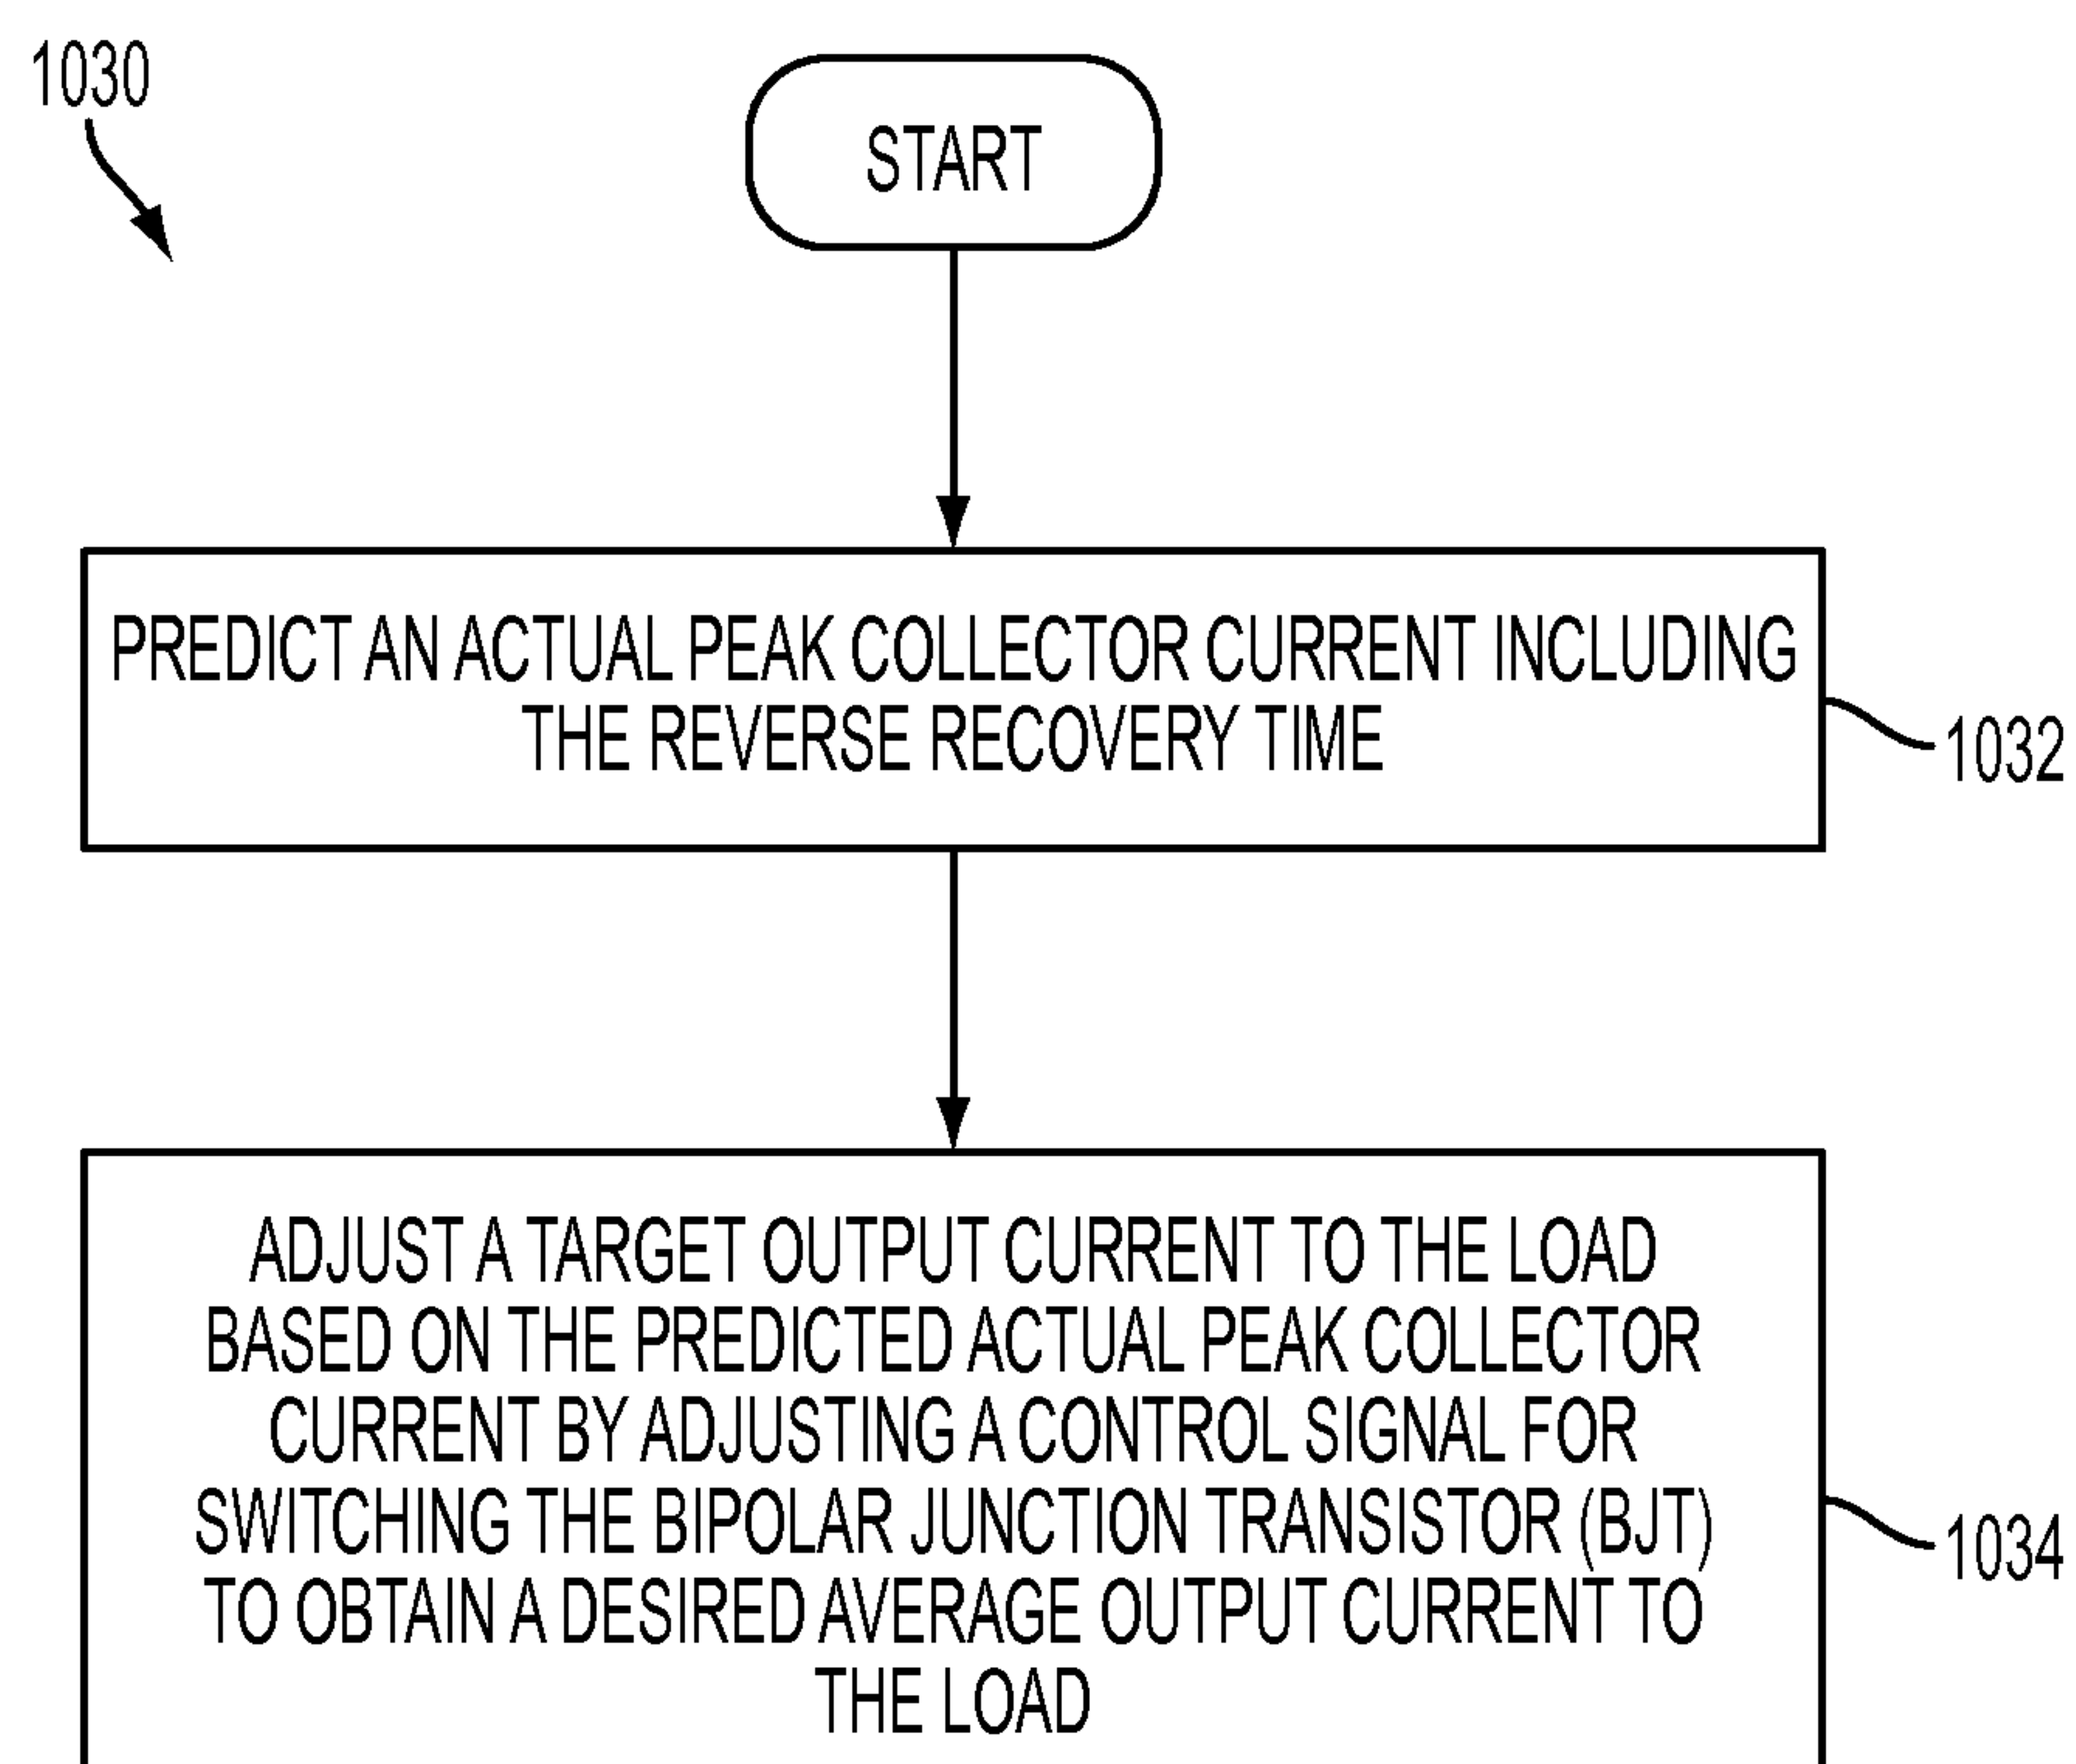 1030
START
PREDICT AN ACTUAL PEAK COLLECTOR CURRENT INCLUDING
THE REVERSE RECOVERY TIME
1032
ADJUST A TARGET OUTPUT CURRENT TO THE LOAD
BASED ON THE PREDICTED ACTUAL PEAK COLLECTOR
CURRENT BY ADJUSTING A CONTROL SIGNAL FOR
SWITCHING THE BIPOLAR JUNCTION TRANSISTOR (BJT)
TO OBTAIN A DESIRED AVERAGE OUTPUT CURRENT TO
THE LOAD
1034